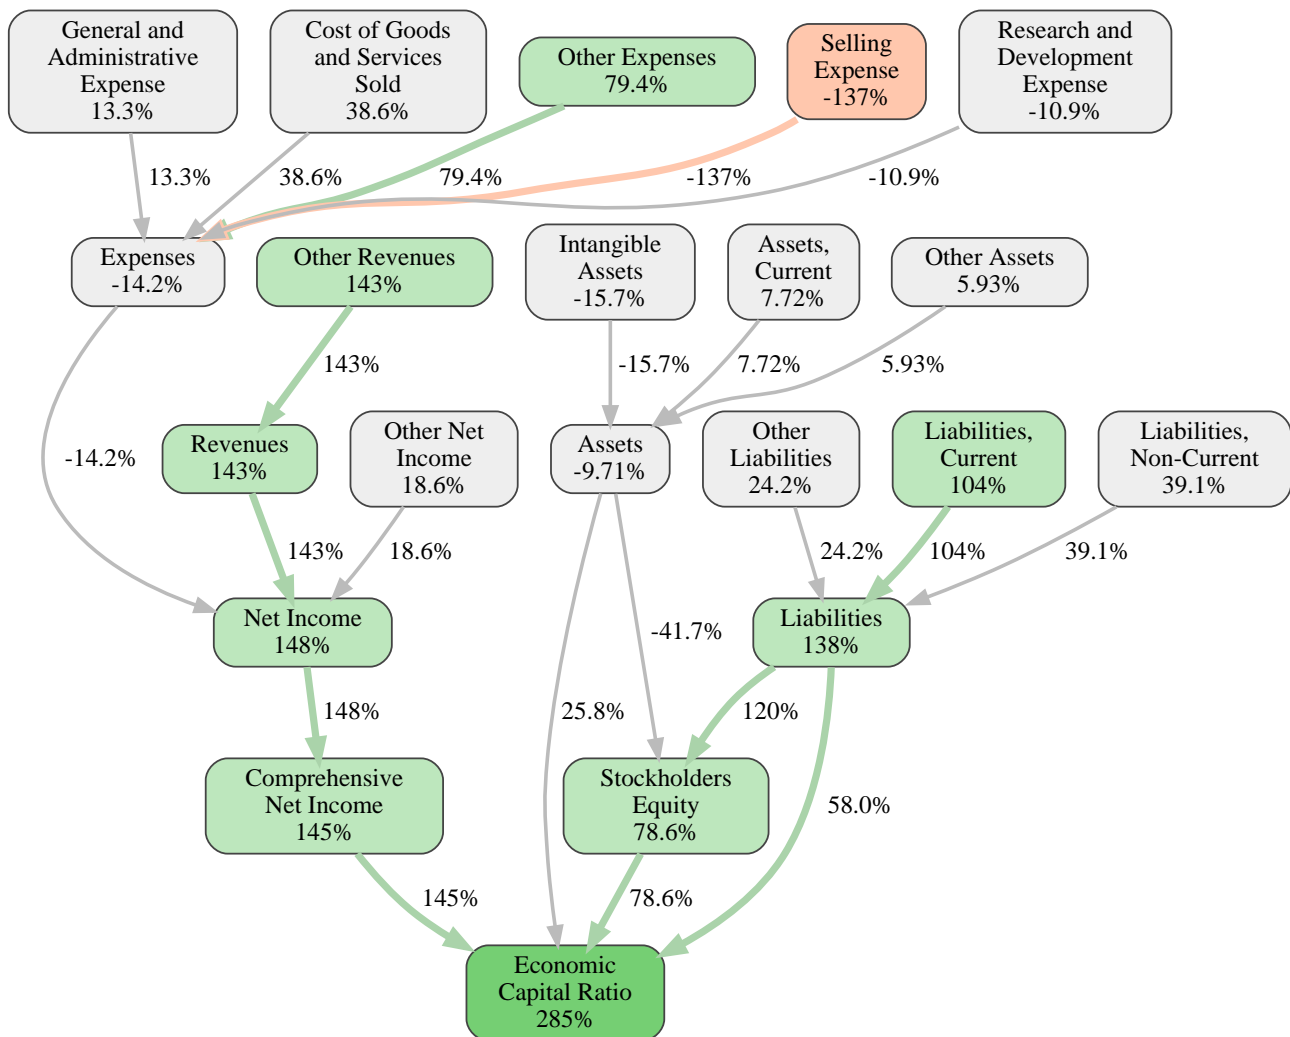 General and
Administrative
Expense
13.3%
Cost of Goods
and Services
Sold
38.6%
Other Expenses
79.4%
Selling
Expense
-137%
Research and
Development
Expense
-10.9%
13.3%
38.6%
79.4%
-137%
-10.9%
Expenses
-14.2%
Other Revenues
143%
Intangible
Assets
-15.7%
Assets,
Current
7.72%
Other Assets
5.93%
143%
-15.7%
7.72%
5.93%
-14.2%
Revenues
143%
Other Net
Income
18.6%
Assets
-9.71%
Other
Liabilities
24.2%
Liabilities,
Current
104%
Liabilities,
Non-Current
39.1%
143%
18.6%
24.2%
104%
39.1%
Net Income
148%
-41.7%
Liabilities
138%
148%
25.8%
120%
58.0%
Comprehensive
Net Income
145%
Stockholders
Equity
78.6%
145%
78.6%
Economic
Capital Ratio
285%